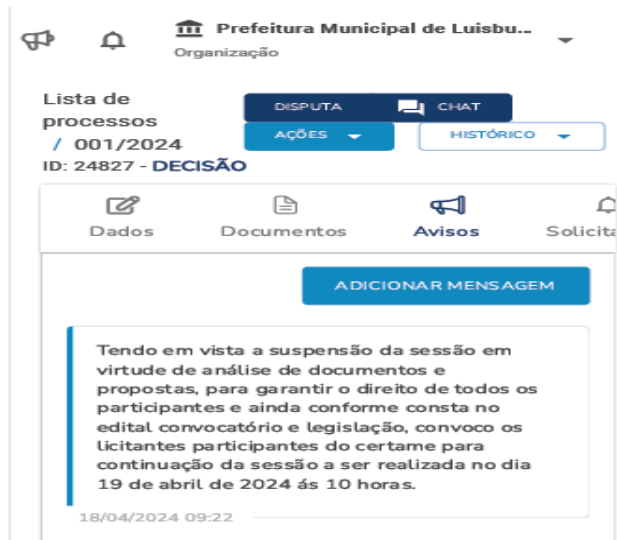 Prefeitura Municipal de Luisbu...
Organização
Lista de
processos
/ 001/2024
ID: 24827 - DECISÃO
DISPUTA
CHAT
AÇÕES
HISTÓRICO
Dados
Documentos
Avisos
Solicita
ADICIONAR MENSAGEM
Tendo em vista a suspensão da sessão em
virtude de análise de documentos e
propostas, para garantir o direito de todos os
participantes e ainda conforme consta no
edital convocatório e legislação, convoco os
licitantes participantes do certame para
continuação da sessão a ser realizada no dia
19 de abril de 2024 ás 10 horas.
18/04/2024 09:22